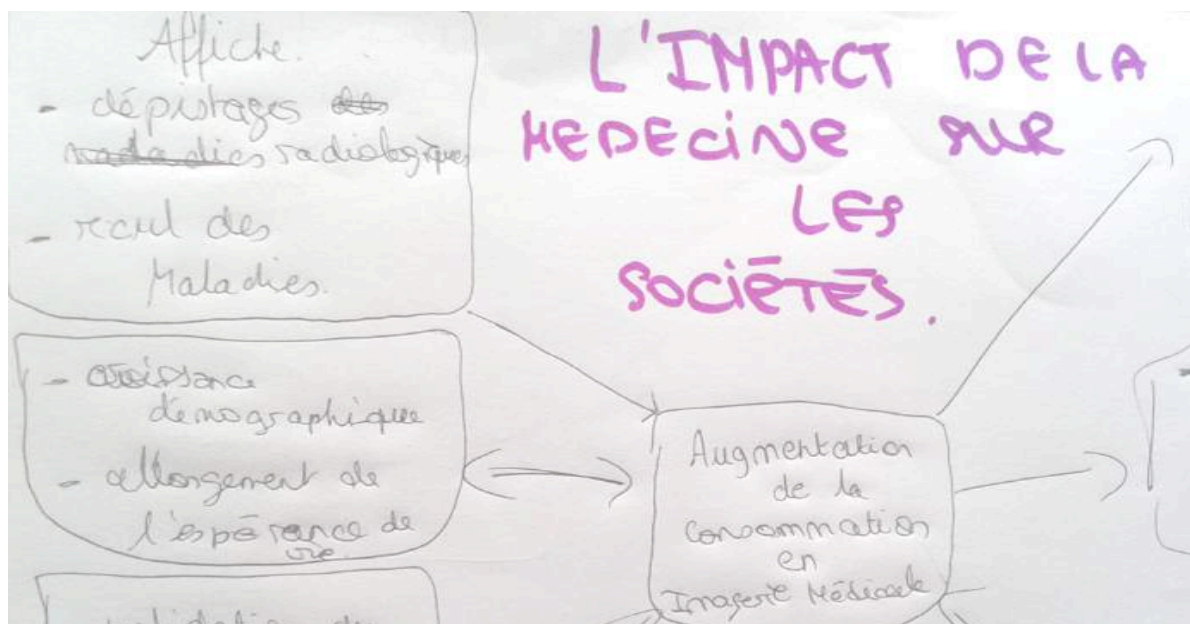 Affiche.
- dépistages des
maladies radiologiques
- recul des
Maladies.
L'IMPACT DE LA
MEDECINE SUR
LES
SOCIÉTÉS.
- croissance
démographique
- allongement de
l'espérance de
vie
Augmentation
de la
Consommation
en
Imagerie Médicale